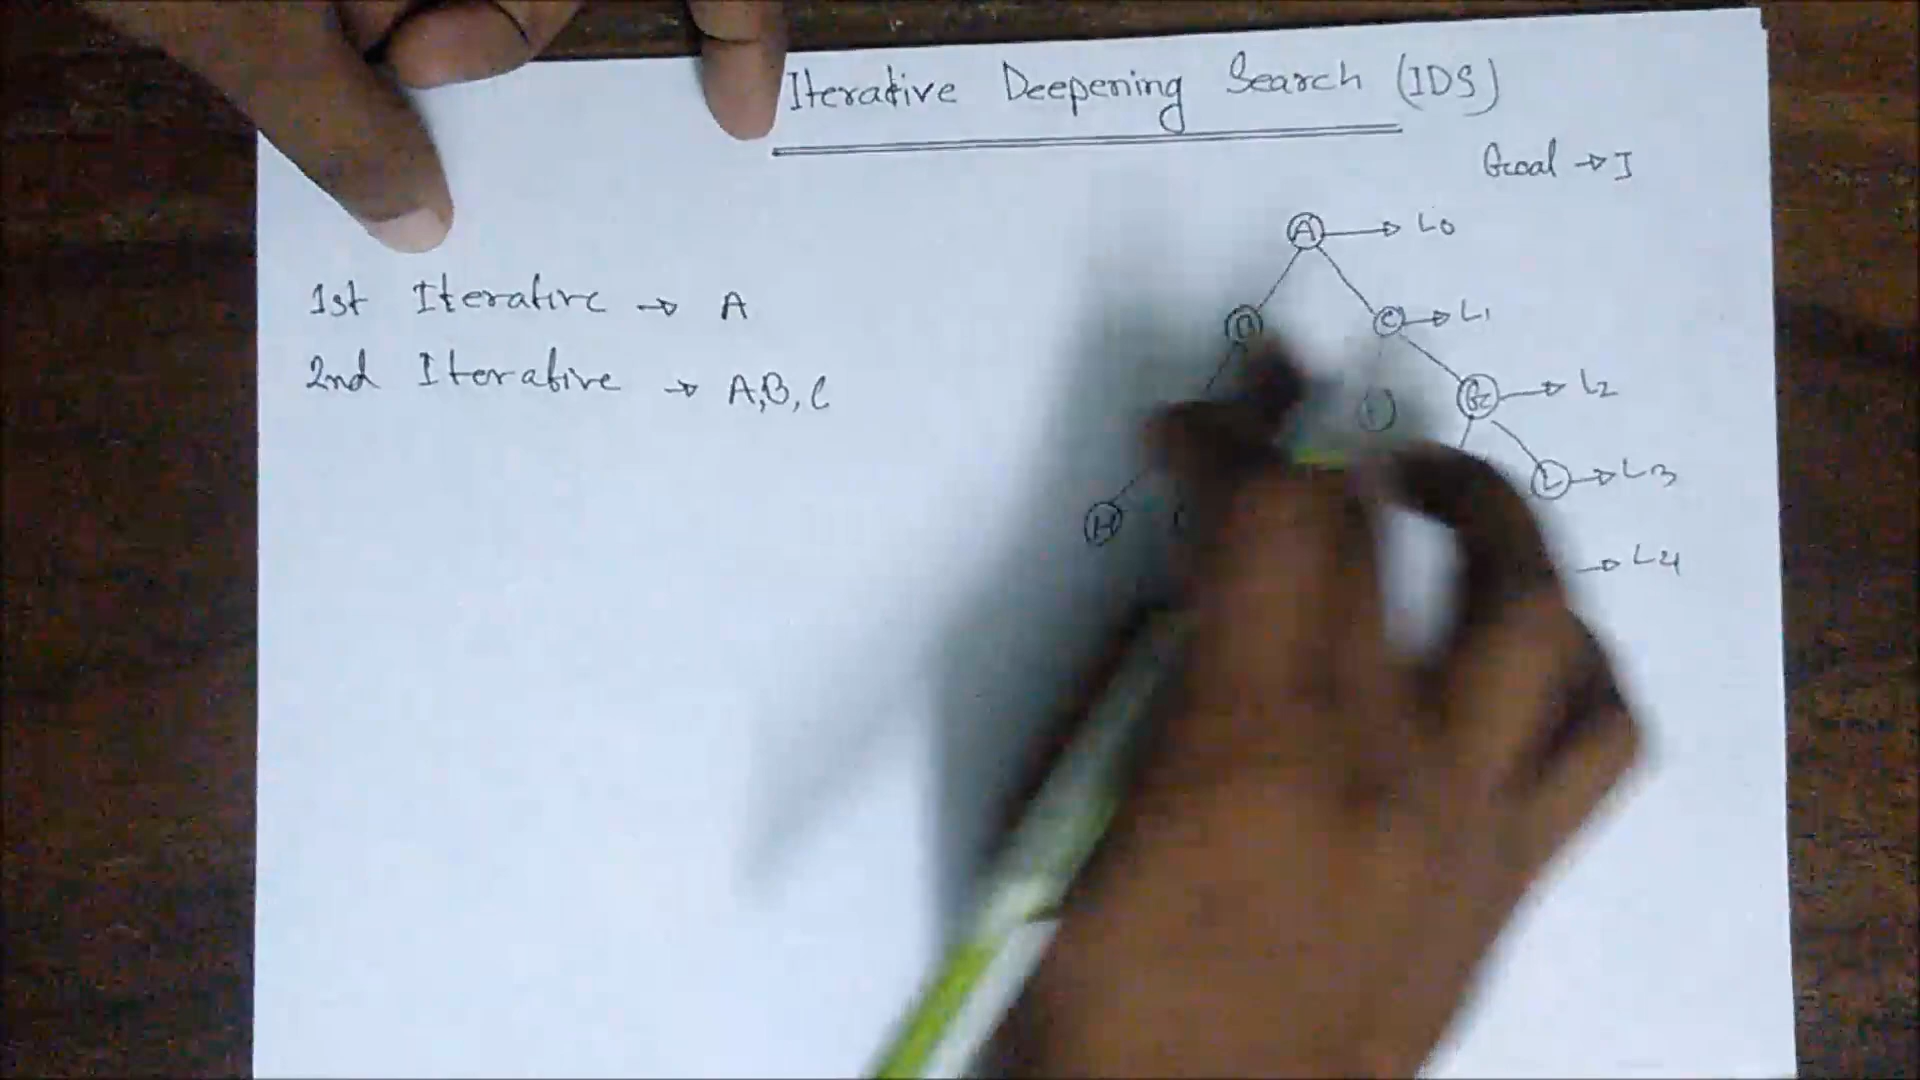 Iterative Deepening Search (IDS)
Goal → I
A → L0
1st Iterative → A
C → L1
2nd Iterative → A,B,C
G → L2
L → L3
H
→ L4